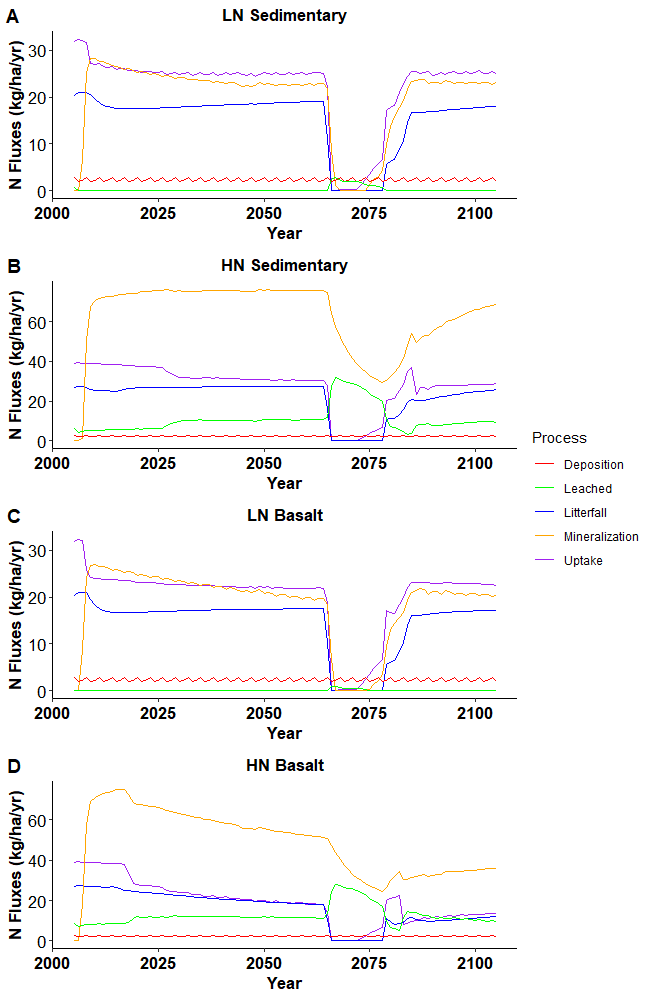 A LN Sedimentary
N Fluxes (kg/ha/yr)
30
20
10
0
2000 2025 2050 2075 2100
Year
B HN Sedimentary
N Fluxes (kg/ha/yr)
60
40
20
0
2000 2025 2050 2075 2100
Year
Process
Deposition
Leached
Litterfall
Mineralization
Uptake
C LN Basalt
N Fluxes (kg/ha/yr)
30
20
10
0
2000 2025 2050 2075 2100
Year
D HN Basalt
N Fluxes (kg/ha/yr)
60
40
20
0
2000 2025 2050 2075 2100
Year